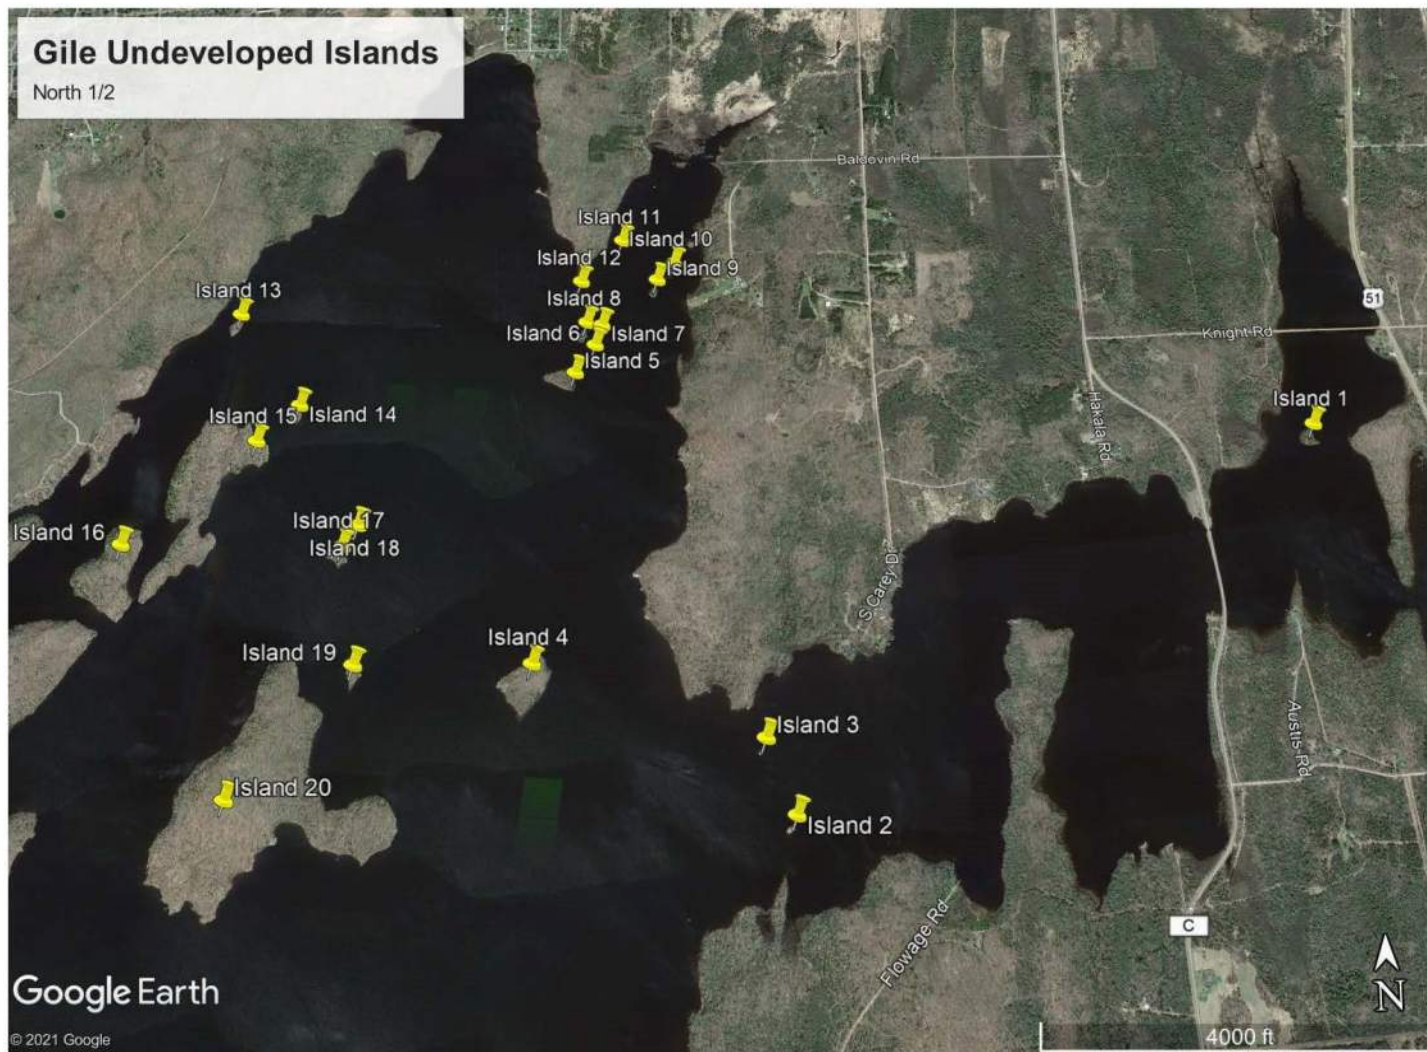 Gile Undeveloped Islands
North 1/2
Baldovin Rd
Island 11
Island 10
Island 12
Island 9
Island 13
Island 8
51
Island 6
Island 7
Knight Rd
Island 5
Island 1
Hakala Rd
Island 15
Island 14
Island 17
Island 16
Island 18
S Carey Dr
Island 4
Island 19
Island 3
Austis Rd
Island 20
Island 2
C
Flowage Rd
Google Earth
N
© 2021 Google
4000 ft